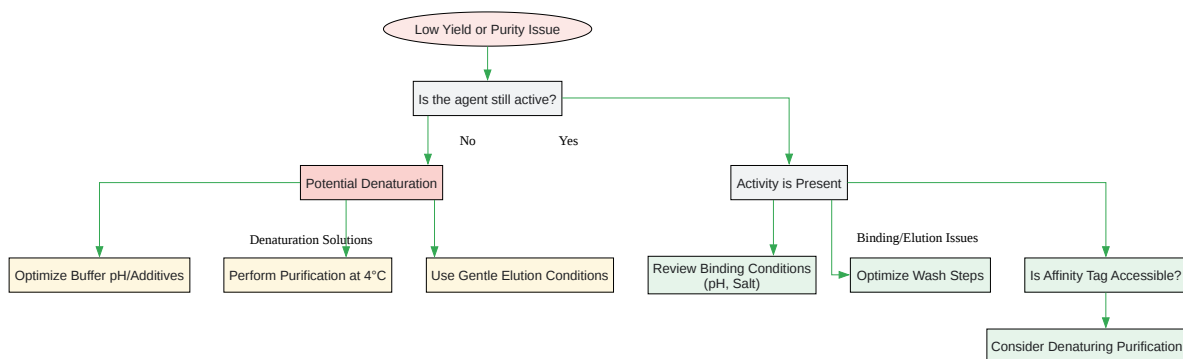 Low Yield or Purity Issue
Is the agent still active?
No
Yes
Potential Denaturation
Activity is Present
Denaturation Solutions
Binding/Elution Issues
Optimize Buffer pH/Additives
Perform Purification at 4°C
Use Gentle Elution Conditions
Review Binding Conditions
(pH, Salt)
Optimize Wash Steps
Is Affinity Tag Accessible?
Consider Denaturing Purification